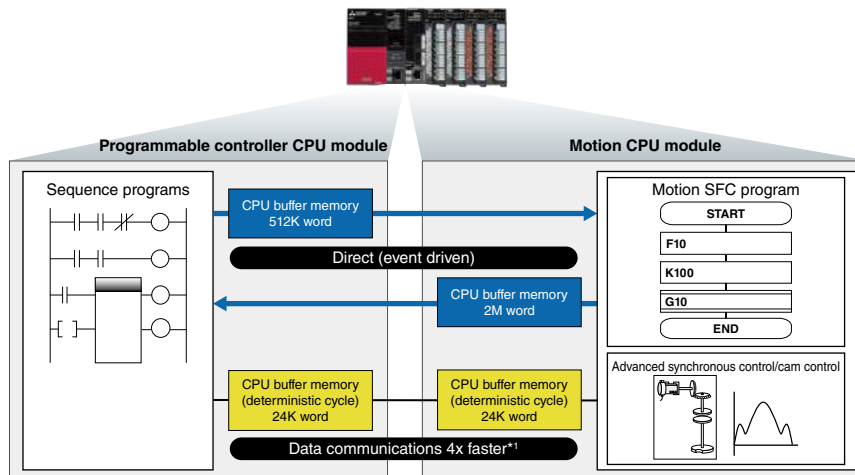 Programmable controller CPU module
Motion CPU module
Sequence programs
CPU buffer memory
512K word
Direct (event driven)
CPU buffer memory
2M word
CPU buffer memory
(deterministic cycle)
24K word
CPU buffer memory
(deterministic cycle)
24K word
Data communications 4x faster*1
Motion SFC program
START
F10
K100
G10
END
Advanced synchronous control/cam control